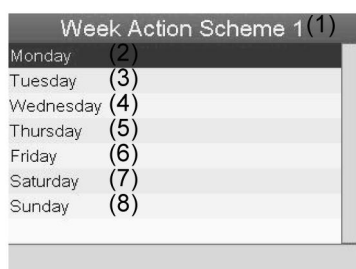 Week Action Scheme 1(1)
Monday (2)
Tuesday (3)
Wednesday (4)
Thursday (5)
Friday (6)
Saturday (7)
Sunday (8)